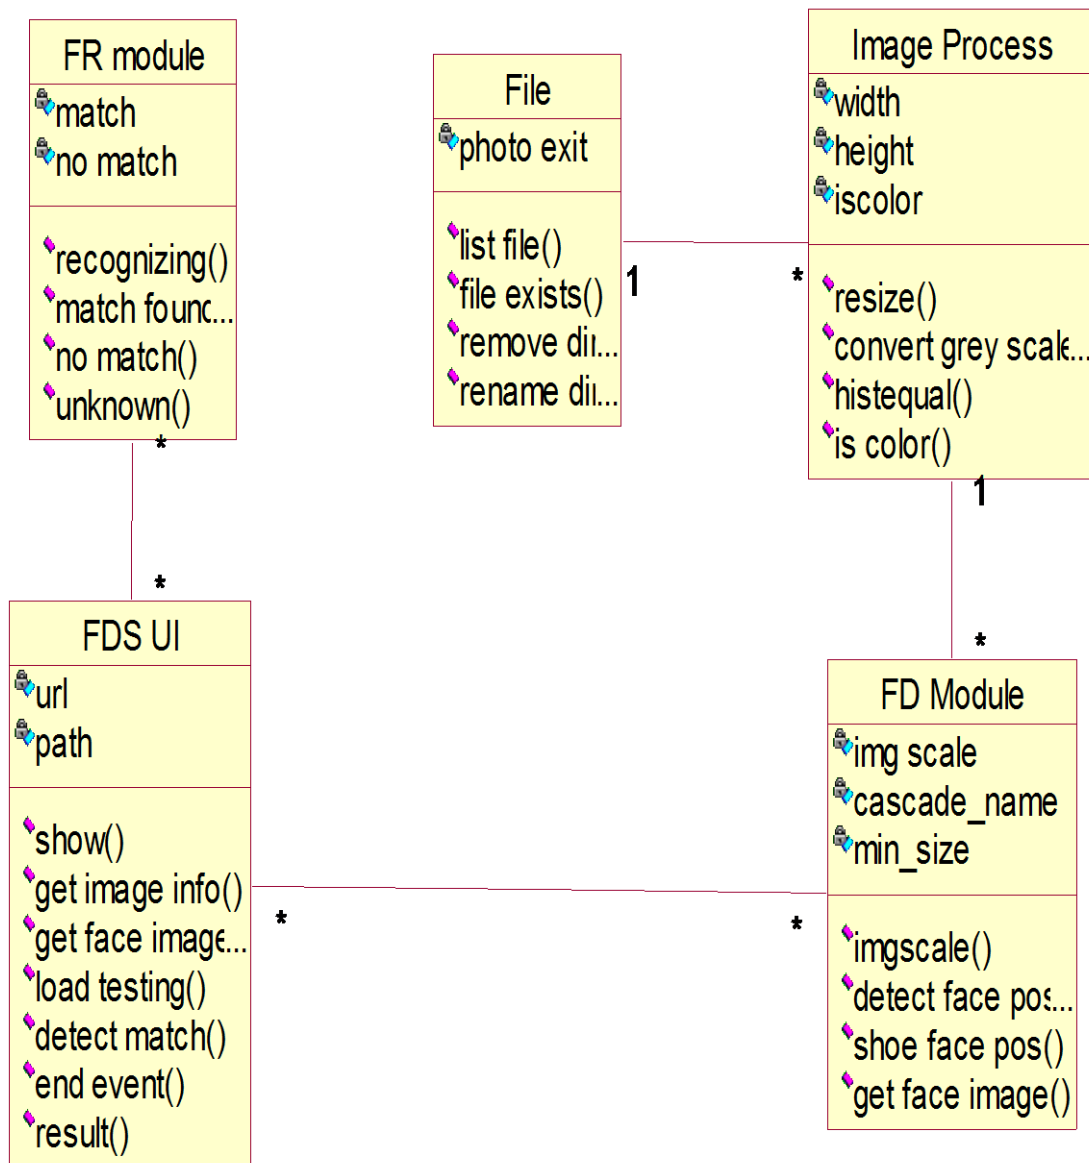 FR module
match
no match
recognizing()
match found...
no match()
unknown()
*
File
photo exit
list file()
file exists()
remove dir...
rename dir...
1
*
Image Process
width
height
iscolor
resize()
convert grey scale...
histequal()
is color()
1
*
*
FDS UI
url
path
show()
get image info()
get face image...
load testing()
detect match()
end event()
result()
*
*
FD Module
img scale
cascade_name
min_size
imgscale()
detect face pos...
shoe face pos()
get face image()